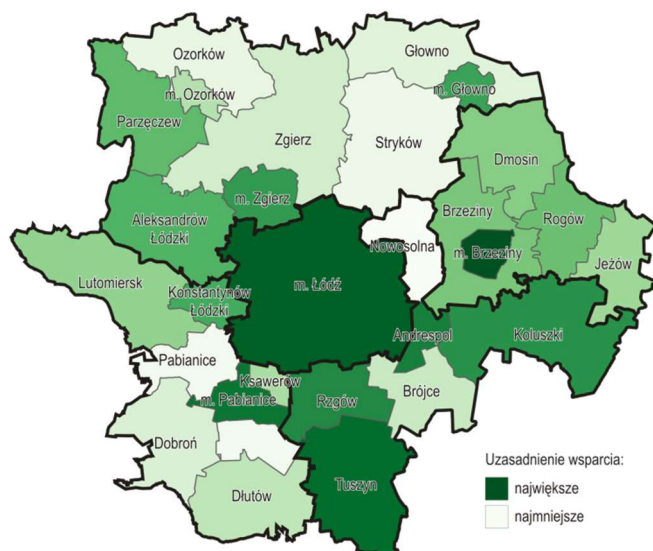 Ozorków
Głowno
m. Ozorków
m. Głowno
Parzęczew
Zgierz
Stryków
Dmosin
m. Zgierz
Aleksandrów
Łódzki
Brzeziny
Rogów
Nowosolna
m. Brzeziny
Jeżów
Lutomiersk
m. Łódź
Konstantynów
Łódzki
Andrespol
Koluszki
Pabianice
Ksawerów
m. Pabianice
Rzgów
Brójce
Dobroń
Dłutów
Tuszyn
Uzasadnienie wsparcia:
największe
najmniejsze